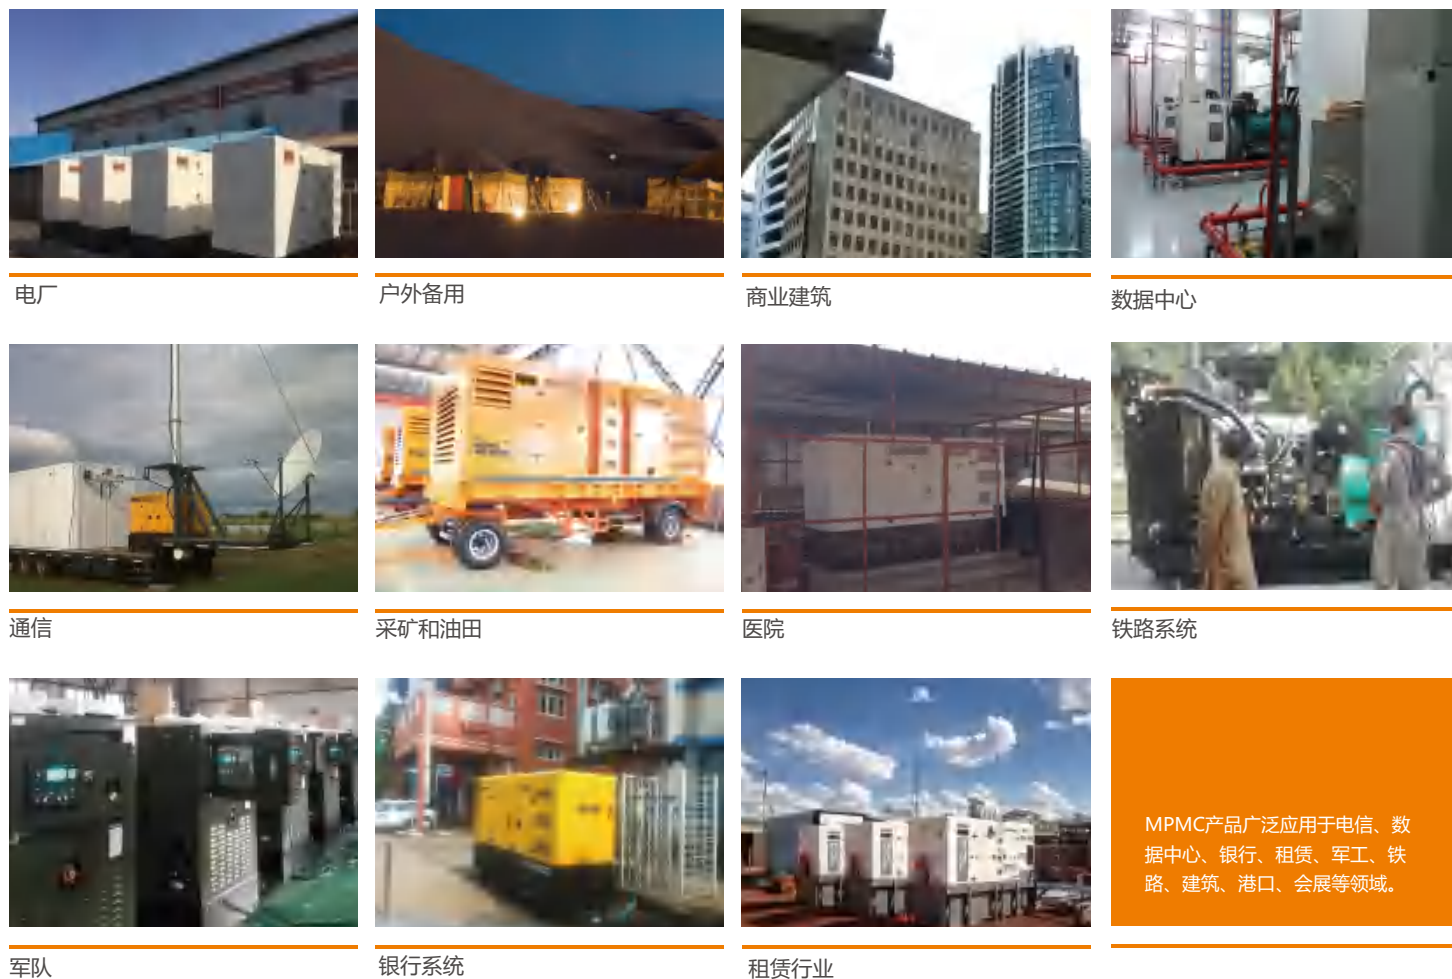 电厂
户外备用
商业建筑
数据中心
通信
采矿和油田
医院
铁路系统
MPMC产品广泛应用于电信、数
据中心、银行、租赁、军工、铁
路、建筑、港口、会展等领域。
军队
银行系统
租赁行业